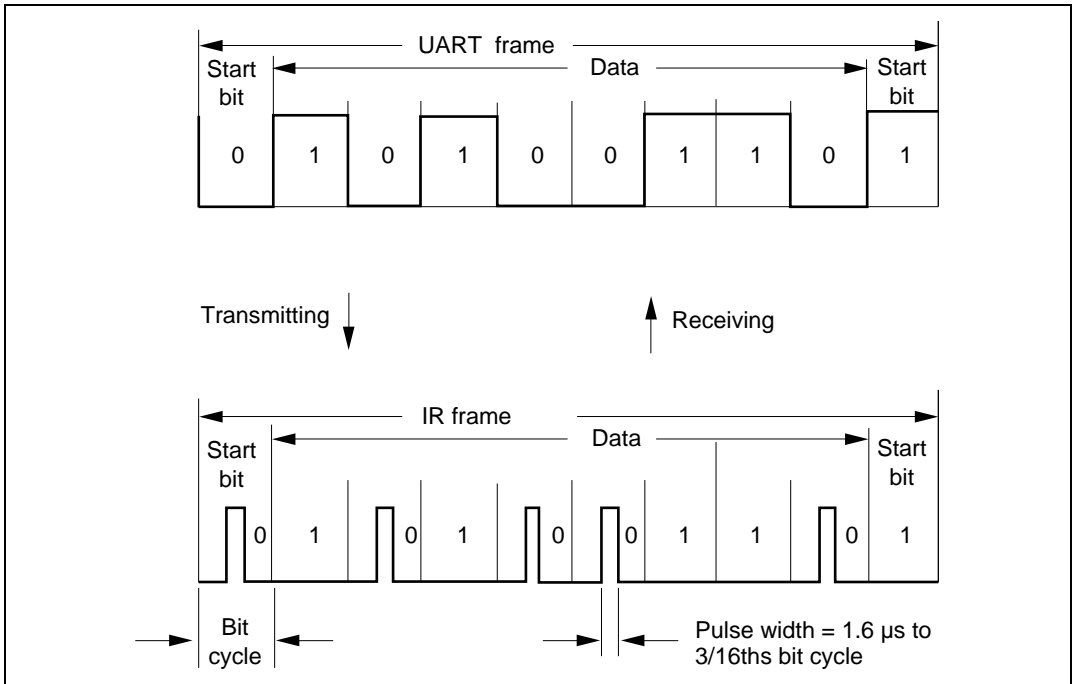 UART frame
Start bit
Data
Start bit
0 1 0 1 0 0 1 1 0 1
Transmitting
Receiving
IR frame
Start bit
Data
Start bit
0 1 0 1 0 0 1 1 0 1
Bit cycle
Pulse width = 1.6 µs to
3/16ths bit cycle